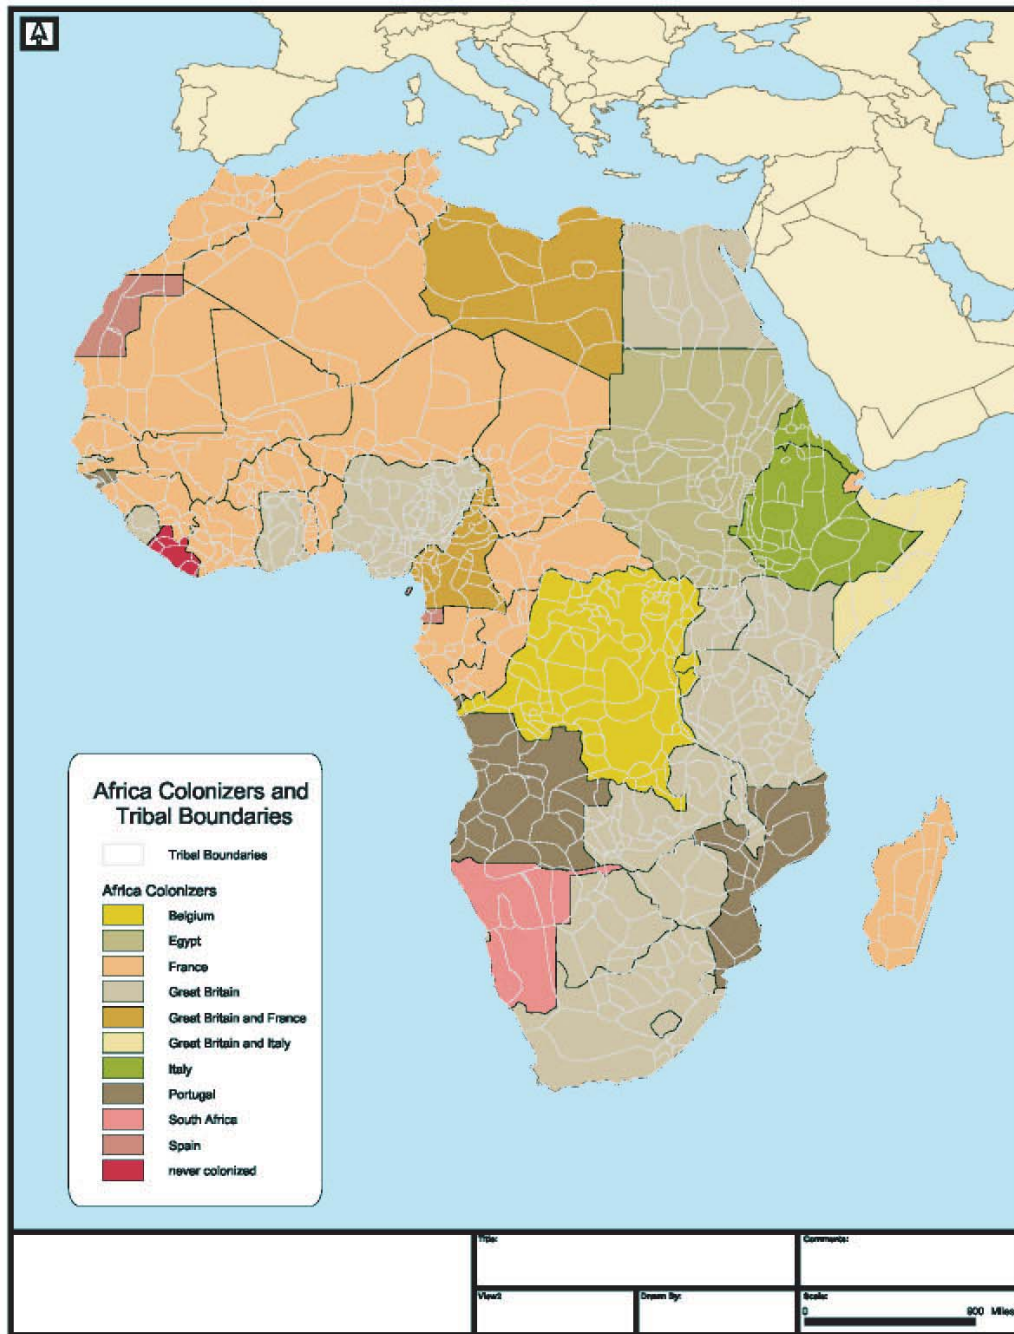 Africa Colonizers and
Tribal Boundaries
Tribal Boundaries
Africa Colonizers
Belgium
Egypt
France
Great Britain
Great Britain and France
Great Britain and Italy
Italy
Portugal
South Africa
Spain
never colonized
Title:
Comments:
View:
Drawn By:
Scale:
0 900 Miles